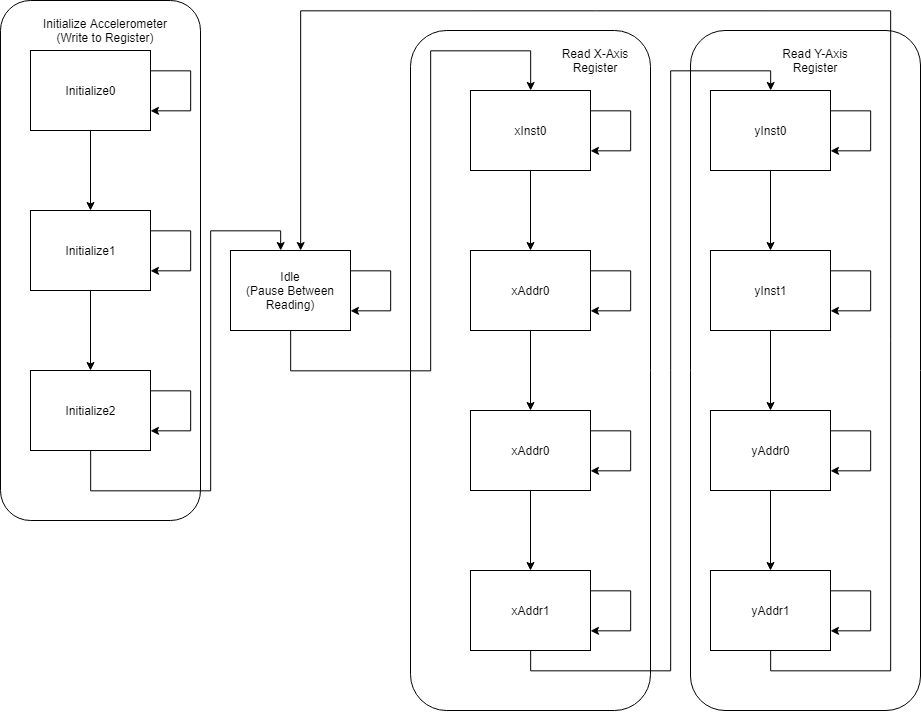 Initialize Accelerometer
(Write to Register)
Initialize0
Initialize1
Initialize2
Idle
(Pause Between
Reading)
Read X-Axis
Register
xInst0
xAddr0
xAddr0
xAddr1
Read Y-Axis
Register
yInst0
yInst1
yAddr0
yAddr1